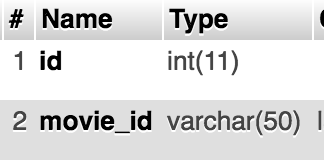 # Name Type
1 id int(11)
2 movie_id varchar(50)